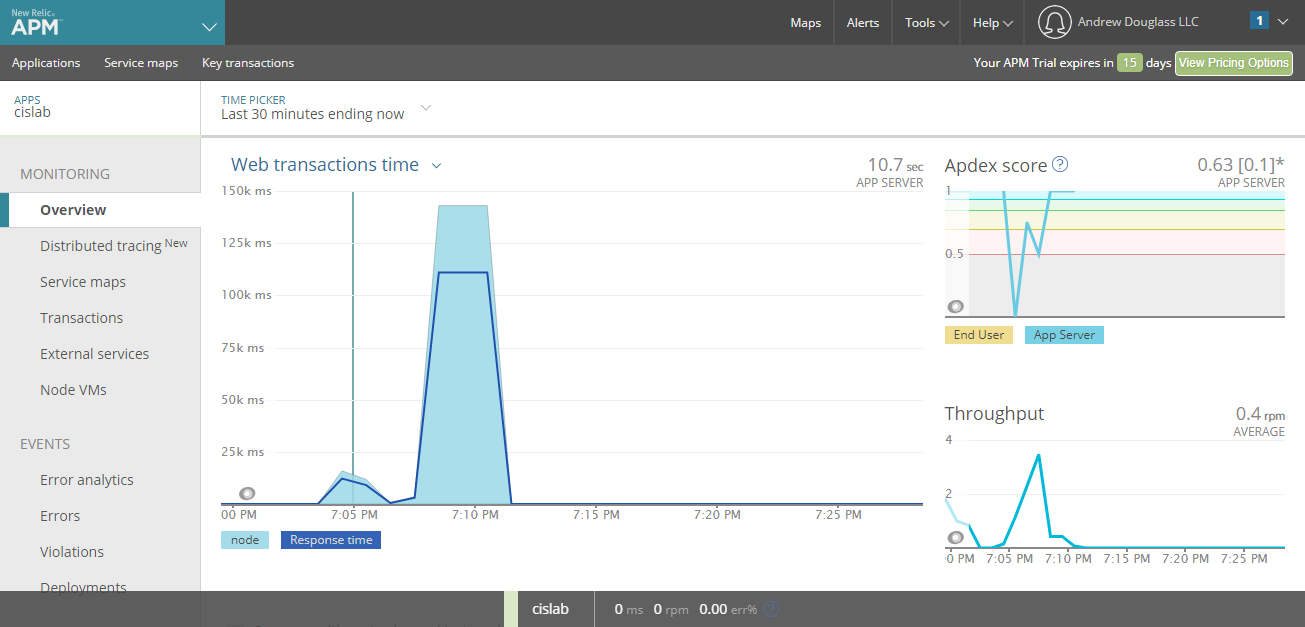 New Relic®
APM™
Maps
Alerts
Tools
Help
Andrew Douglass LLC
1
Applications
Service maps
Key transactions
Your APM Trial expires in 15 days
View Pricing Options
APPS
cislab
TIME PICKER
Last 30 minutes ending now
MONITORING
Overview
Distributed tracing New
Service maps
Transactions
External services
Node VMs
EVENTS
Error analytics
Errors
Violations
Deployments
Web transactions time
10.7 sec
APP SERVER
150k ms
125k ms
100k ms
75k ms
50k ms
25k ms
00 PM 7:05 PM 7:10 PM 7:15 PM 7:20 PM 7:25 PM
node
Response time
Apdex score ?
0.63 [0.1]*
APP SERVER
1
0.5
End User
App Server
Throughput
0.4 rpm
AVERAGE
4
2
0 PM 7:05 PM 7:10 PM 7:15 PM 7:20 PM 7:25 PM
cislab
0 ms 0 rpm 0.00 err% ?